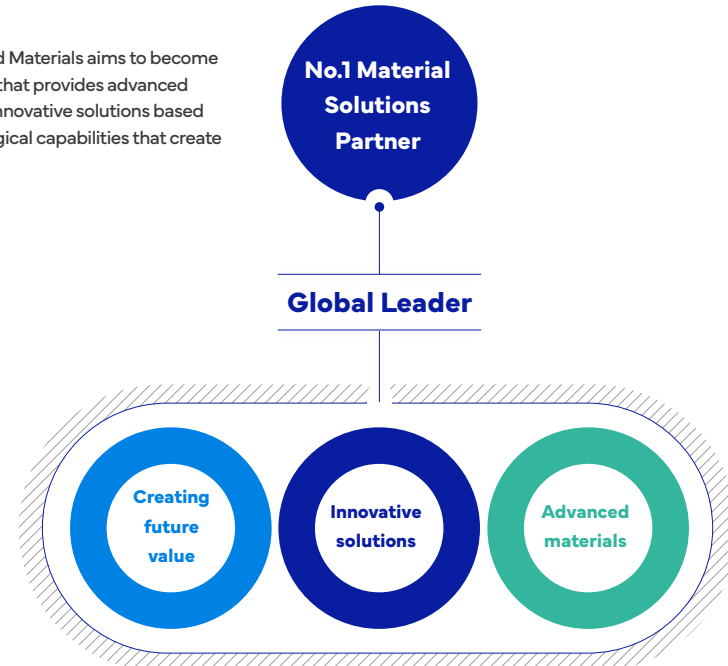 d Materials aims to become
that provides advanced
nnovative solutions based
gical capabilities that create
No.1 Material
Solutions
Partner
Global Leader
Creating
future
value
Innovative
solutions
Advanced
materials